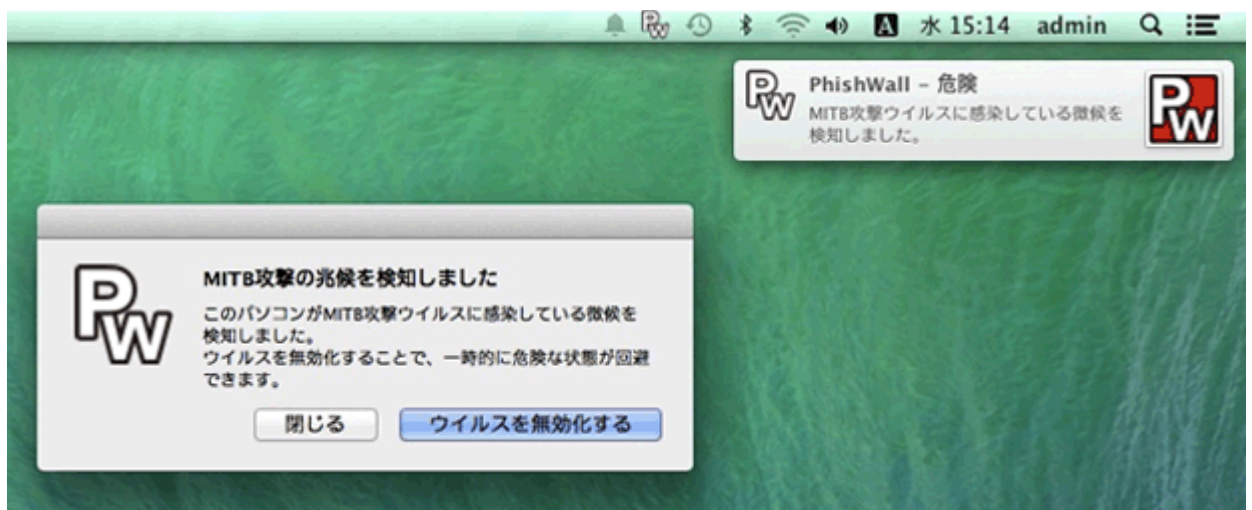 PW A 水 15:14 admin
PW PhishWall – 危険 PW
MITB攻撃ウイルスに感染している徴候を
検知しました。
PW
MITB攻撃の兆候を検知しました
このパソコンがMITB攻撃ウイルスに感染している徴候を
検知しました。
ウイルスを無効化することで、一時的に危険な状態が回避
できます。
閉じる ウイルスを無効化する